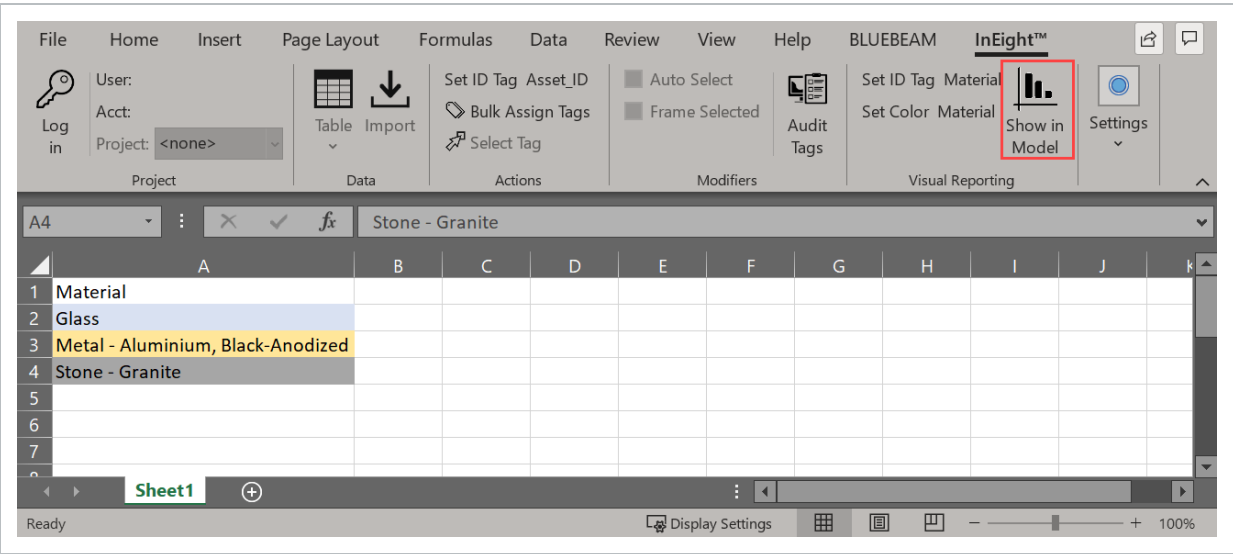 File Home Insert Page Layout Formulas Data Review View Help BLUEBEAM InEight™
User: Set ID Tag Asset_ID Auto Select Set ID Tag Material
Acct: Bulk Assign Tags Frame Selected Set Color Material
Log in Project: <none> Table Import Select Tag Audit Tags Show in Model Settings
Project Data Actions Modifiers Visual Reporting
A4 fx Stone - Granite
A B C D E F G H I J K
1 Material
2 Glass
3 Metal - Aluminium, Black-Anodized
4 Stone - Granite
5
6
7
8
Sheet1
Ready Display Settings 100%